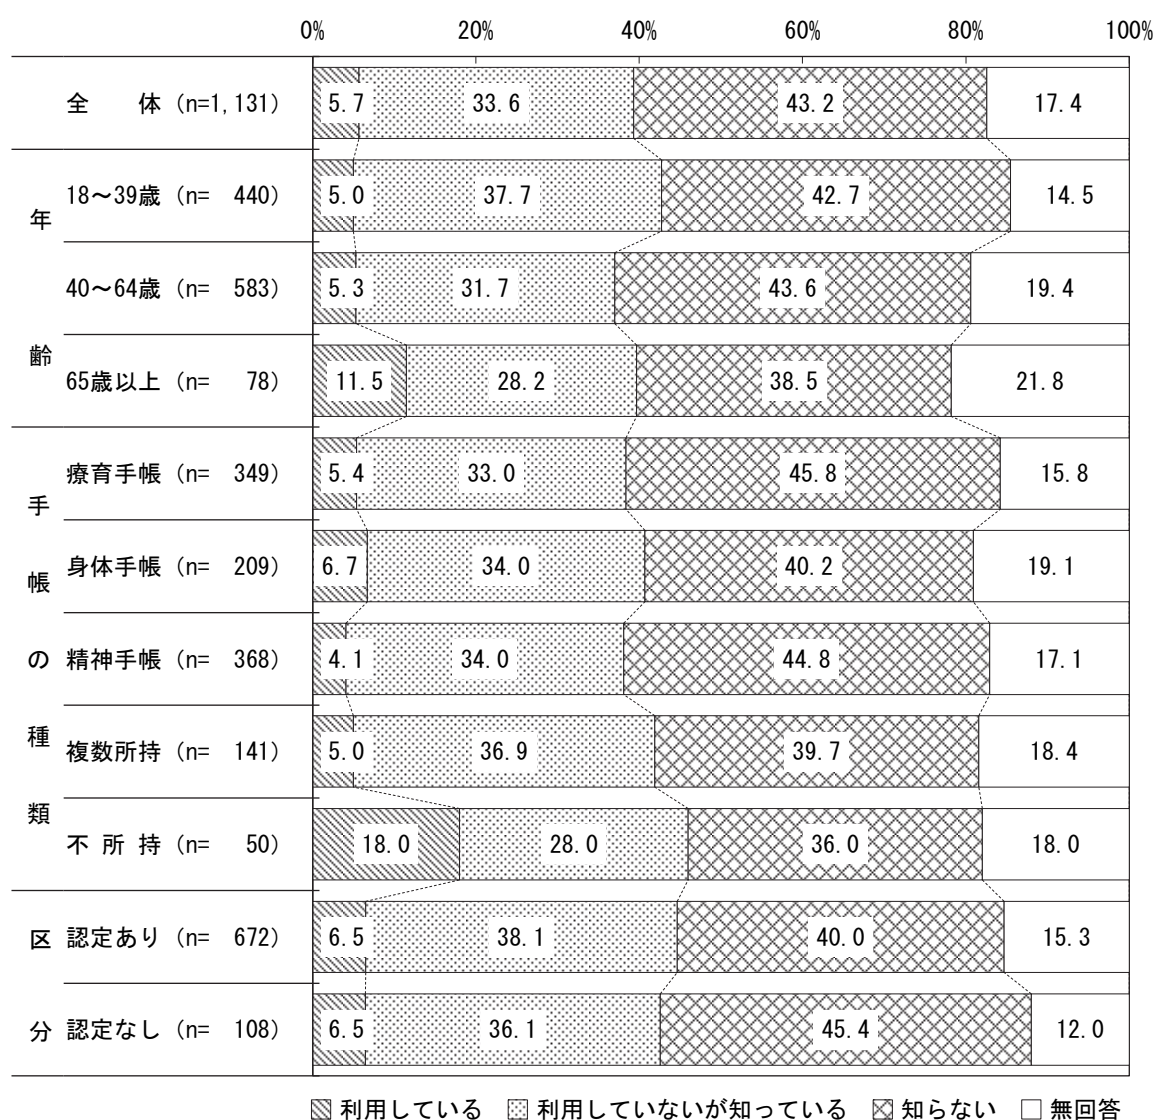 0% 20% 40% 60% 80% 100%
全 体 (n=1,131) 5.7 33.6 43.2 17.4
年齢
18～39歳 (n= 440) 5.0 37.7 42.7 14.5
40～64歳 (n= 583) 5.3 31.7 43.6 19.4
65歳以上 (n= 78) 11.5 28.2 38.5 21.8
手帳の種類
療育手帳 (n= 349) 5.4 33.0 45.8 15.8
身体手帳 (n= 209) 6.7 34.0 40.2 19.1
精神手帳 (n= 368) 4.1 34.0 44.8 17.1
複数所持 (n= 141) 5.0 36.9 39.7 18.4
不 所 持 (n= 50) 18.0 28.0 36.0 18.0
区分
認定あり (n= 672) 6.5 38.1 40.0 15.3
認定なし (n= 108) 6.5 36.1 45.4 12.0
利用している 利用していないが知っている 知らない 無回答